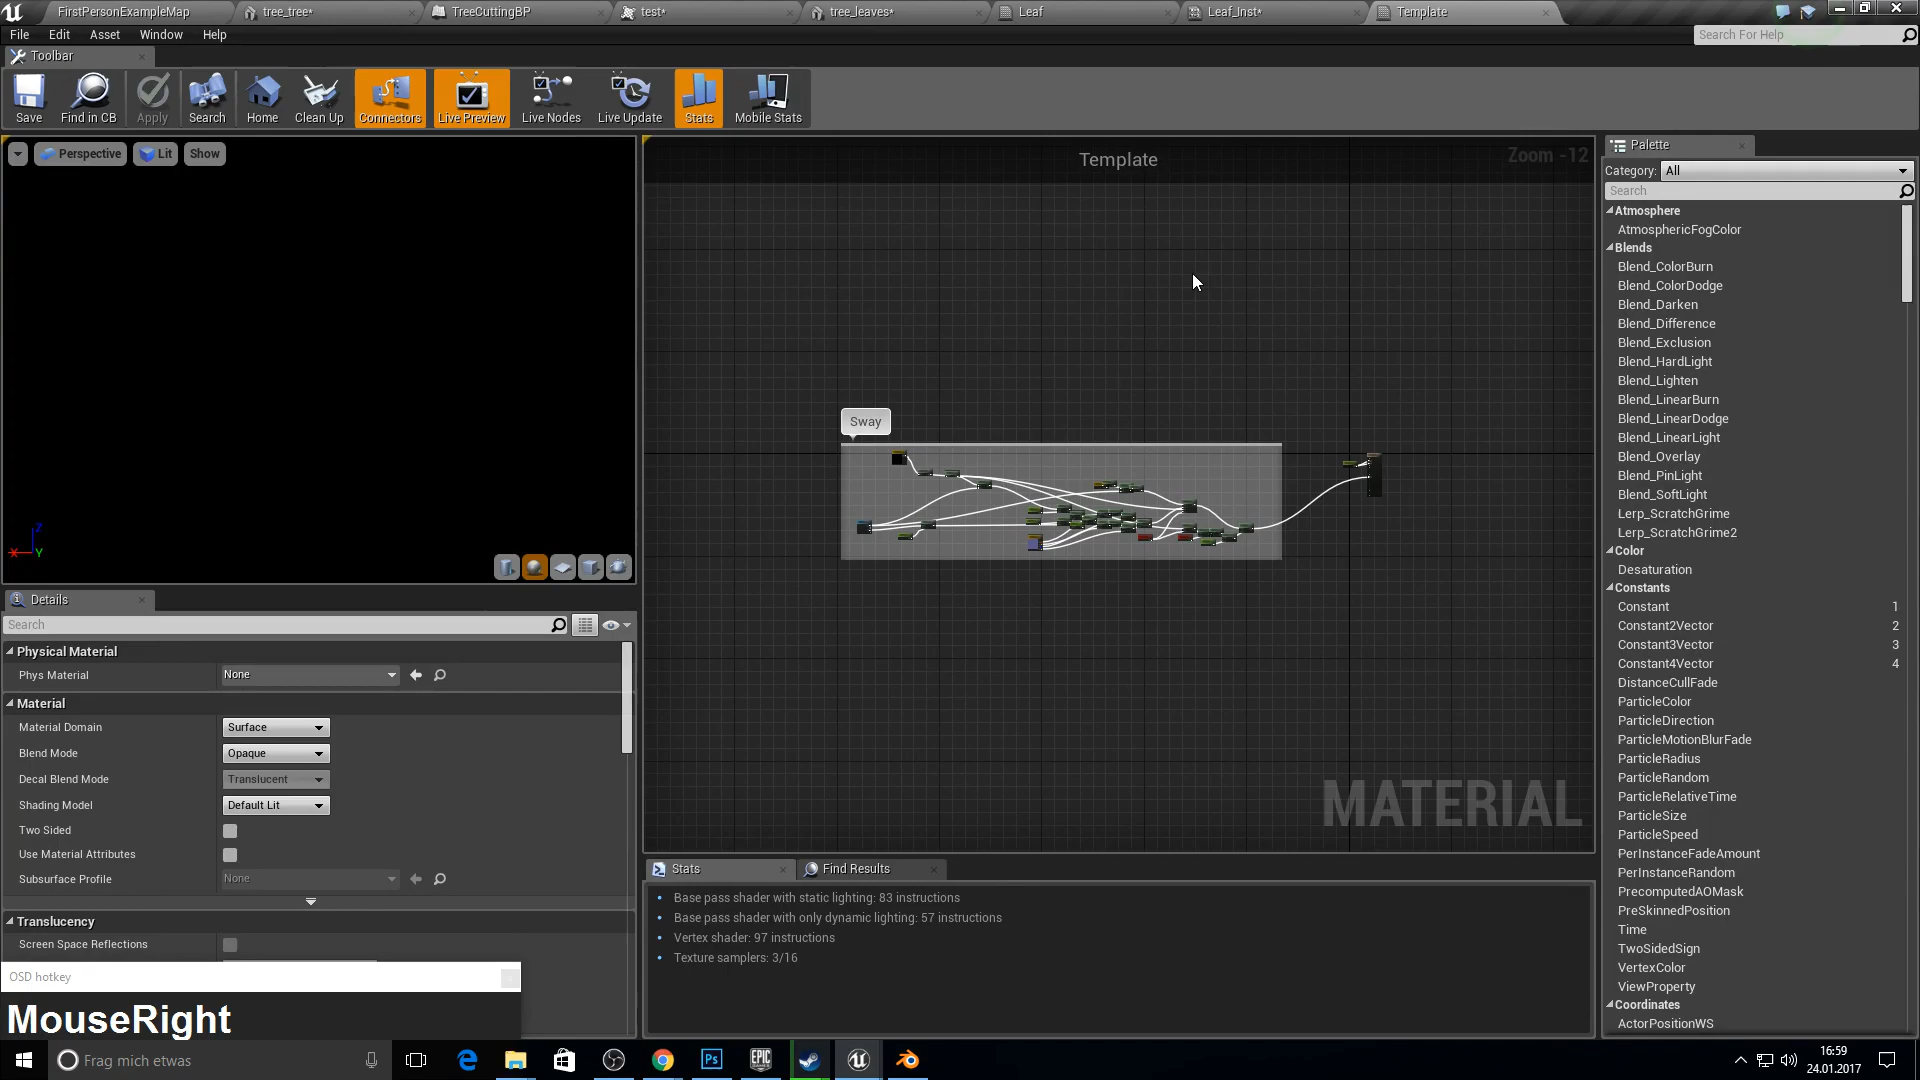 FirstPersonExampleMap
tree_tree*
TreeCuttingBP
test*
tree_leaves*
Leaf
Leaf_Inst*
Template
File
Edit
Asset
Window
Help
Search For Help
Toolbar
Save
Find in CB
Apply
Search
Home
Clean Up
Connectors
Live Preview
Live Nodes
Live Update
Stats
Mobile Stats
Perspective
Lit
Show
Template
Zoom -12
Sway
MATERIAL
X
Y
Z
Palette
Category:
All
Search
Atmosphere
AtmosphericFogColor
Blends
Blend_ColorBurn
Blend_ColorDodge
Blend_Darken
Blend_Difference
Blend_Exclusion
Blend_HardLight
Blend_Lighten
Blend_LinearBurn
Blend_LinearDodge
Blend_LinearLight
Blend_Overlay
Blend_PinLight
Blend_SoftLight
Lerp_ScratchGrime
Lerp_ScratchGrime2
Color
Desaturation
Constants
Constant 1
Constant2Vector 2
Constant3Vector 3
Constant4Vector 4
DistanceCullFade
ParticleColor
ParticleDirection
ParticleMotionBlurFade
ParticleRadius
ParticleRandom
ParticleRelativeTime
ParticleSize
ParticleSpeed
PerInstanceFadeAmount
PerInstanceRandom
PrecomputedAOMask
PreSkinnedPosition
Time
TwoSidedSign
VertexColor
ViewProperty
Coordinates
ActorPositionWS
Details
Search
Physical Material
Phys Material
None
Material
Material Domain
Surface
Blend Mode
Opaque
Decal Blend Mode
Translucent
Shading Model
Default Lit
Two Sided
Use Material Attributes
Subsurface Profile
None
Translucency
Screen Space Reflections
Stats
Find Results
Base pass shader with static lighting: 83 instructions
Base pass shader with only dynamic lighting: 57 instructions
Vertex shader: 97 instructions
Texture samplers: 3/16
OSD hotkey
MouseRight
Frag mich etwas
Ps
EPIC
GAMES
16:59
24.01.2017